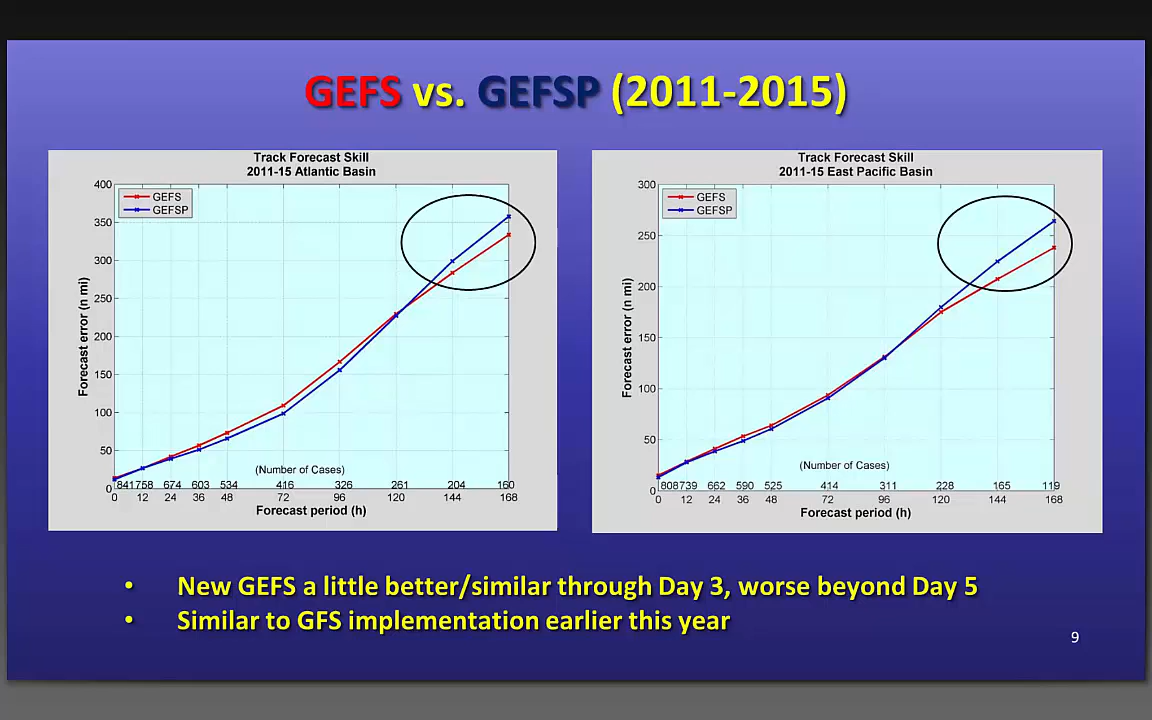 GEFS vs. GEFSP (2011-2015)
Track Forecast Skill
2011-15 Atlantic Basin
GEFS
GEFSP
400
350
300
250
200
150
100
50
0
Forecast error (n mi)
(Number of Cases)
841 758 674 603 534 416 326 261 204 160
0 12 24 36 48 72 96 120 144 168
Forecast period (h)
Track Forecast Skill
2011-15 East Pacific Basin
GEFS
GEFSP
300
250
200
150
100
50
0
Forecast error (n mi)
(Number of Cases)
808 739 662 590 525 414 311 228 165 119
0 12 24 36 48 72 96 120 144 168
Forecast period (h)
• New GEFS a little better/similar through Day 3, worse beyond Day 5
• Similar to GFS implementation earlier this year
9